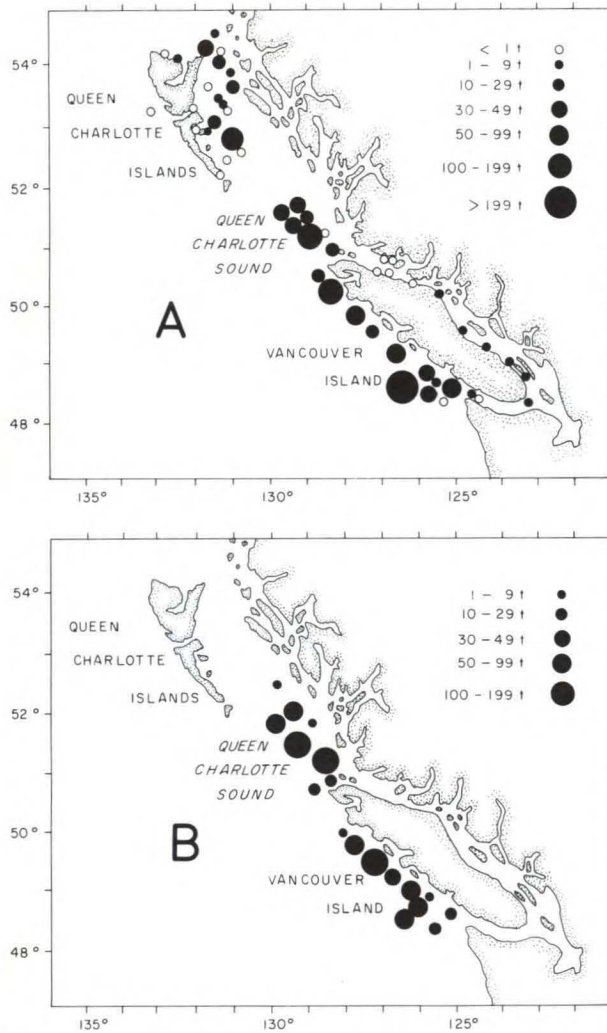 54°
52°
50°
48°
QUEEN
CHARLOTTE
ISLANDS
QUEEN
CHARLOTTE
SOUND
VANCOUVER
ISLAND
A
< 1 t
1 - 9 t
10 - 29 t
30 - 49 t
50 - 99 t
100 - 199 t
> 199 t
135°
130°
125°
54°
52°
50°
48°
QUEEN
CHARLOTTE
ISLANDS
QUEEN
CHARLOTTE
SOUND
VANCOUVER
ISLAND
B
1 - 9 t
10 - 29 t
30 - 49 t
50 - 99 t
100 - 199 t
135°
130°
125°